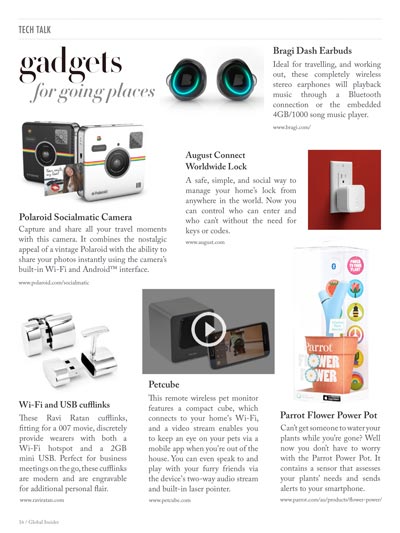 TECH TALK
gadgets
for going places
Bragi Dash Earbuds
Ideal for travelling, and working
out, these completely wireless
stereo earphones will playback
music through a Bluetooth
connection or the embedded
4GB/1000 song music player.
www.bragi.com/
August Connect
Worldwide Lock
A safe, simple, and social way to
manage your home's lock from
anywhere in the world. Now you
can control who can enter and
who can't without the need for
keys or codes.
www.august.com
Polaroid Socialmatic Camera
Capture and share all your travel moments
with this camera. It combines the nostalgic
appeal of a vintage Polaroid with the ability to
share your photos instantly using the camera's
built-in Wi-Fi and Android™ interface.
www.polaroid.com/socialmatic
Wi-Fi and USB cufflinks
These Ravi Ratan cufflinks,
fitting for a 007 movie, discretely
provide wearers with both a
Wi-Fi hotspot and a 2GB
mini USB. Perfect for business
meetings on the go, these cufflinks
are modern and are engravable
for additional personal flair.
www.raviratan.com
Petcube
This remote wireless pet monitor
features a compact cube, which
connects to your home's Wi-Fi,
and a video stream enables you
to keep an eye on your pets via a
mobile app when you're out of the
house. You can even speak to and
play with your furry friends via
the device's two-way audio stream
and built-in laser pointer.
www.petcube.com
Parrot
FLOWER
POWER
Parrot Flower Power Pot
Can't get someone to water your
plants while you're gone? Well
now you don't have to worry
with the Parrot Power Pot. It
contains a sensor that assesses
your plants' needs and sends
alerts to your smartphone.
www.parrot.com/au/products/flower-power/
24 / Global Insider